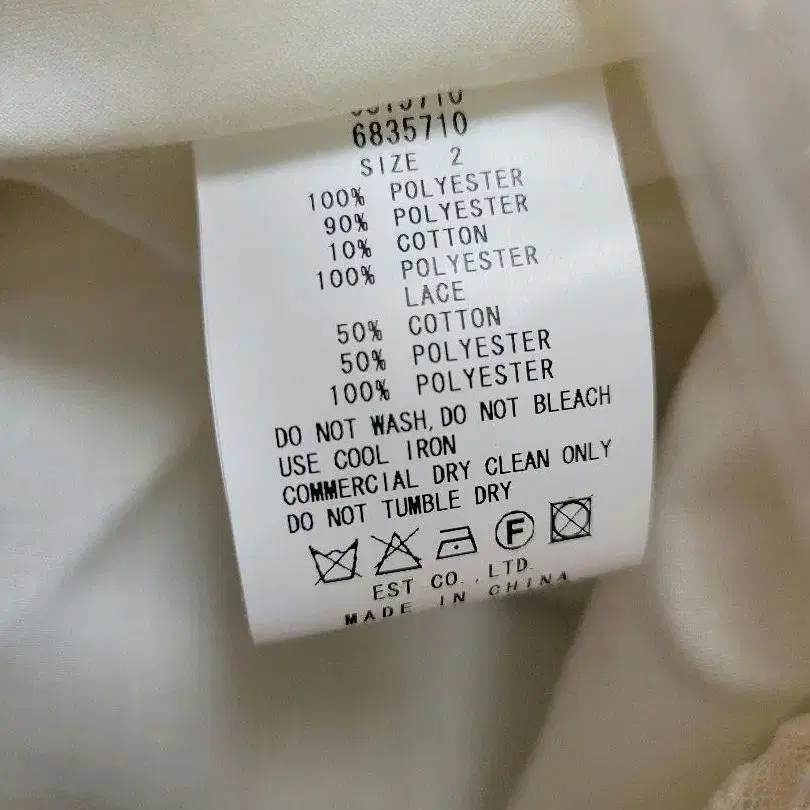 6835710
SIZE 2
100% POLYESTER
90% POLYESTER
10% COTTON
100% POLYESTER
LACE
50% COTTON
50% POLYESTER
100% POLYESTER
DO NOT WASH, DO NOT BLEACH
USE COOL IRON
COMMERCIAL DRY CLEAN ONLY
DO NOT TUMBLE DRY
F
EST CO.,LTD.
MADE IN CHINA